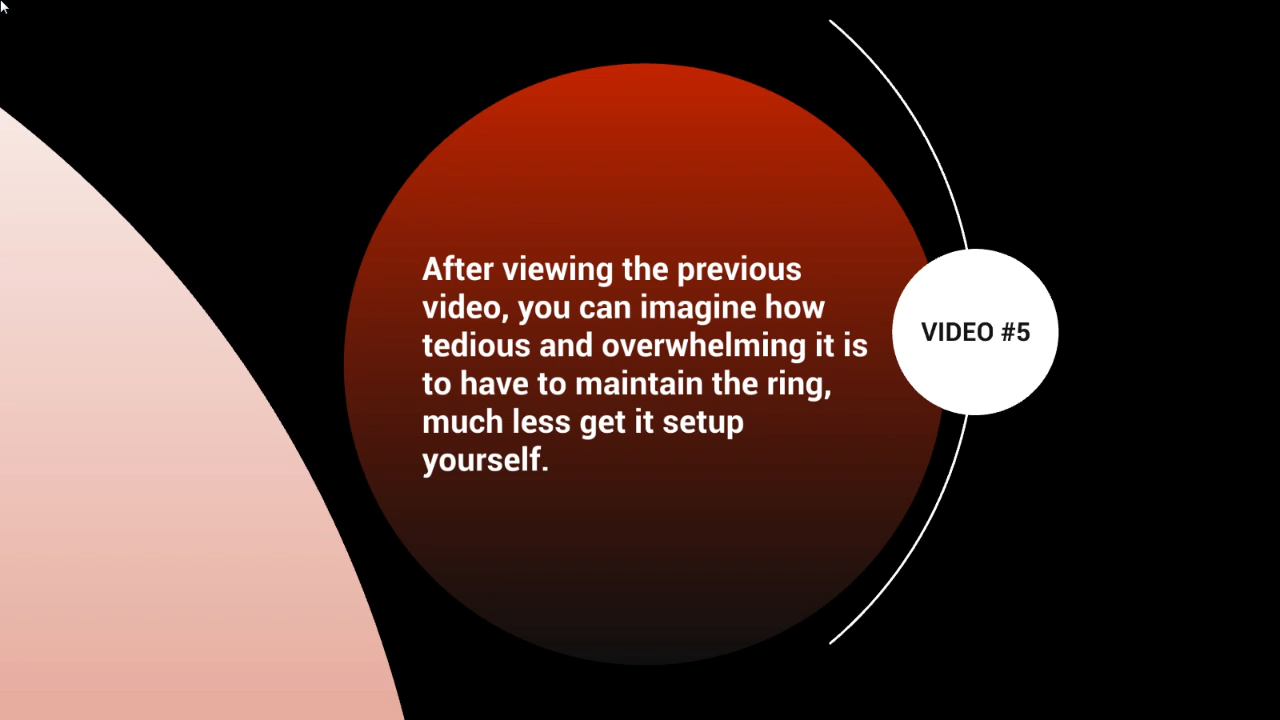 After viewing the previous
video, you can imagine how
tedious and overwhelming it is
to have to maintain the ring,
much less get it setup
yourself.
VIDEO #5